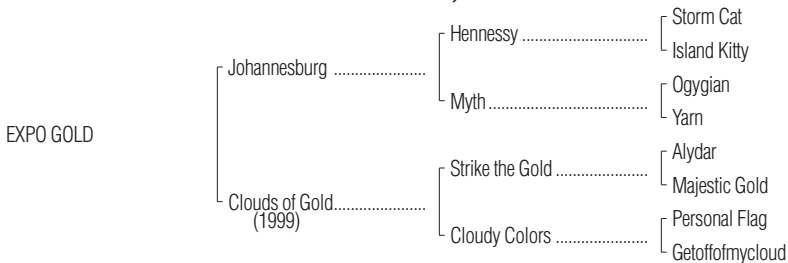 Storm Cat
Hennessy ..........................
Island Kitty
Johannesburg .......................
Ogygian
Myth.................................
Yarn
EXPO GOLD
Alydar
Strike the Gold ...................
Majestic Gold
Clouds of Gold.......................
(1999)
Personal Flag
Cloudy Colors ...................
Getoffofmycloud